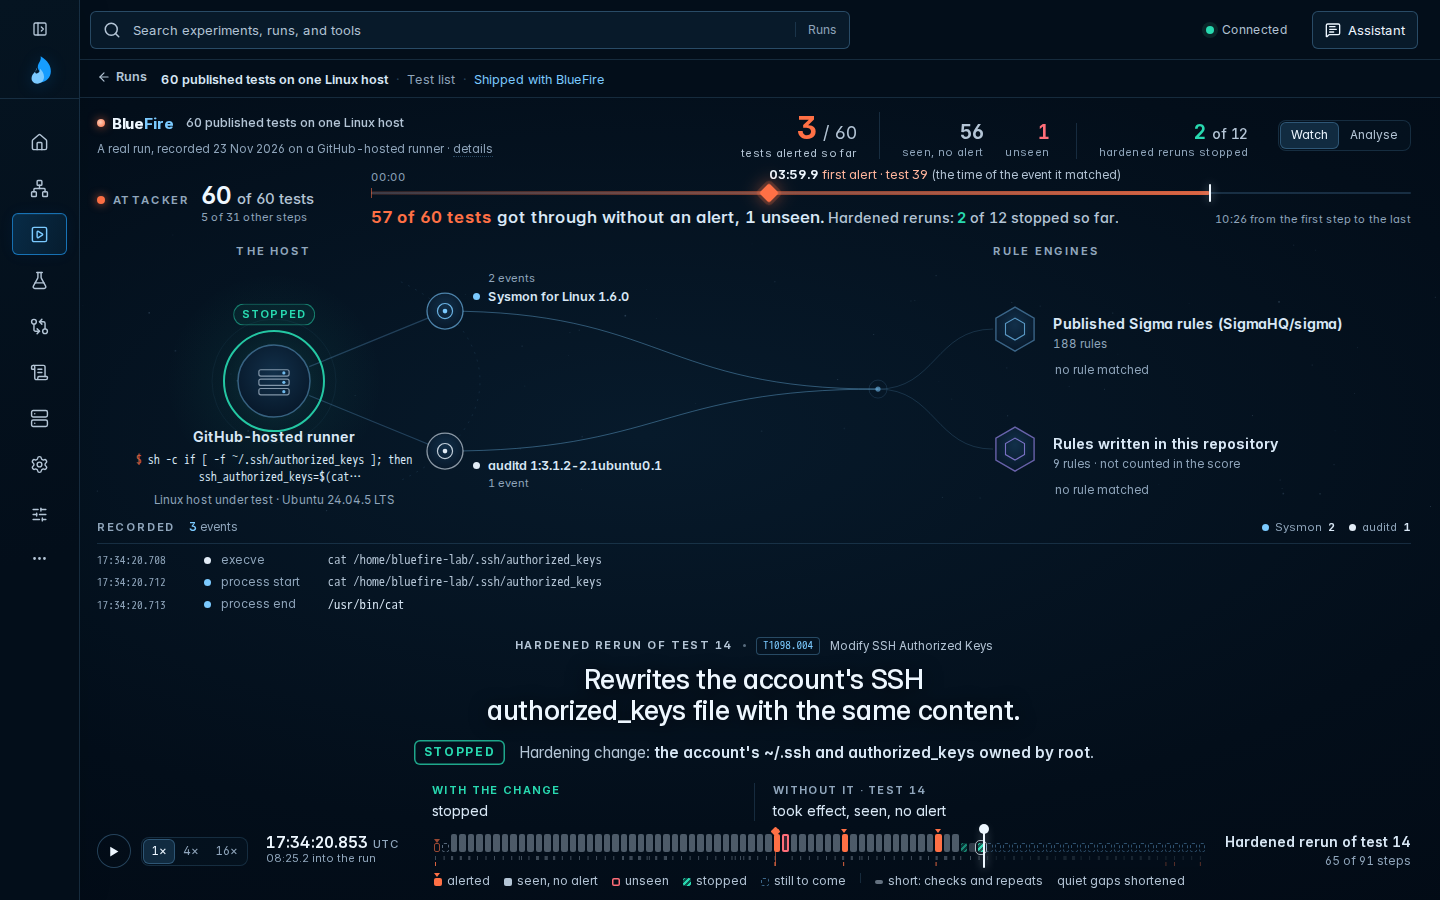 Search experiments, runs, and tools
Runs
Connected
Assistant
Runs
60 published tests on one Linux host · Test list · Shipped with BlueFire
BlueFire
60 published tests on one Linux host
A real run, recorded 23 Nov 2026 on a GitHub-hosted runner · details
3 / 60
tests alerted so far
56
seen, no alert
1
unseen
2 of 12
hardened reruns stopped
Watch
Analyse
ATTACKER
60 of 60 tests
5 of 31 other steps
00:00
03:59.9 first alert · test 39 (the time of the event it matched)
57 of 60 tests got through without an alert, 1 unseen. Hardened reruns: 2 of 12 stopped so far.
10:26 from the first step to the last
THE HOST
RULE ENGINES
STOPPED
2 events
Sysmon for Linux 1.6.0
Published Sigma rules (SigmaHQ/sigma)
188 rules
no rule matched
GitHub-hosted runner
$ sh -c if [ -f ~/.ssh/authorized_keys ]; then
ssh_authorized_keys=$(cat…
Linux host under test · Ubuntu 24.04.5 LTS
auditd 1:3.1.2-2.1ubuntu0.1
1 event
Rules written in this repository
9 rules · not counted in the score
no rule matched
RECORDED 3 events
Sysmon 2 auditd 1
17:34:20.708 execve cat /home/bluefire-lab/.ssh/authorized_keys
17:34:20.712 process start cat /home/bluefire-lab/.ssh/authorized_keys
17:34:20.713 process end /usr/bin/cat
HARDENED RERUN OF TEST 14 · T1098.004 Modify SSH Authorized Keys
Rewrites the account's SSH
authorized_keys file with the same content.
STOPPED Hardening change: the account's ~/.ssh and authorized_keys owned by root.
WITH THE CHANGE
stopped
WITHOUT IT · TEST 14
took effect, seen, no alert
1× 4× 16×
17:34:20.853 UTC
08:25.2 into the run
Hardened rerun of test 14
65 of 91 steps
alerted seen, no alert unseen stopped still to come short: checks and repeats quiet gaps shortened